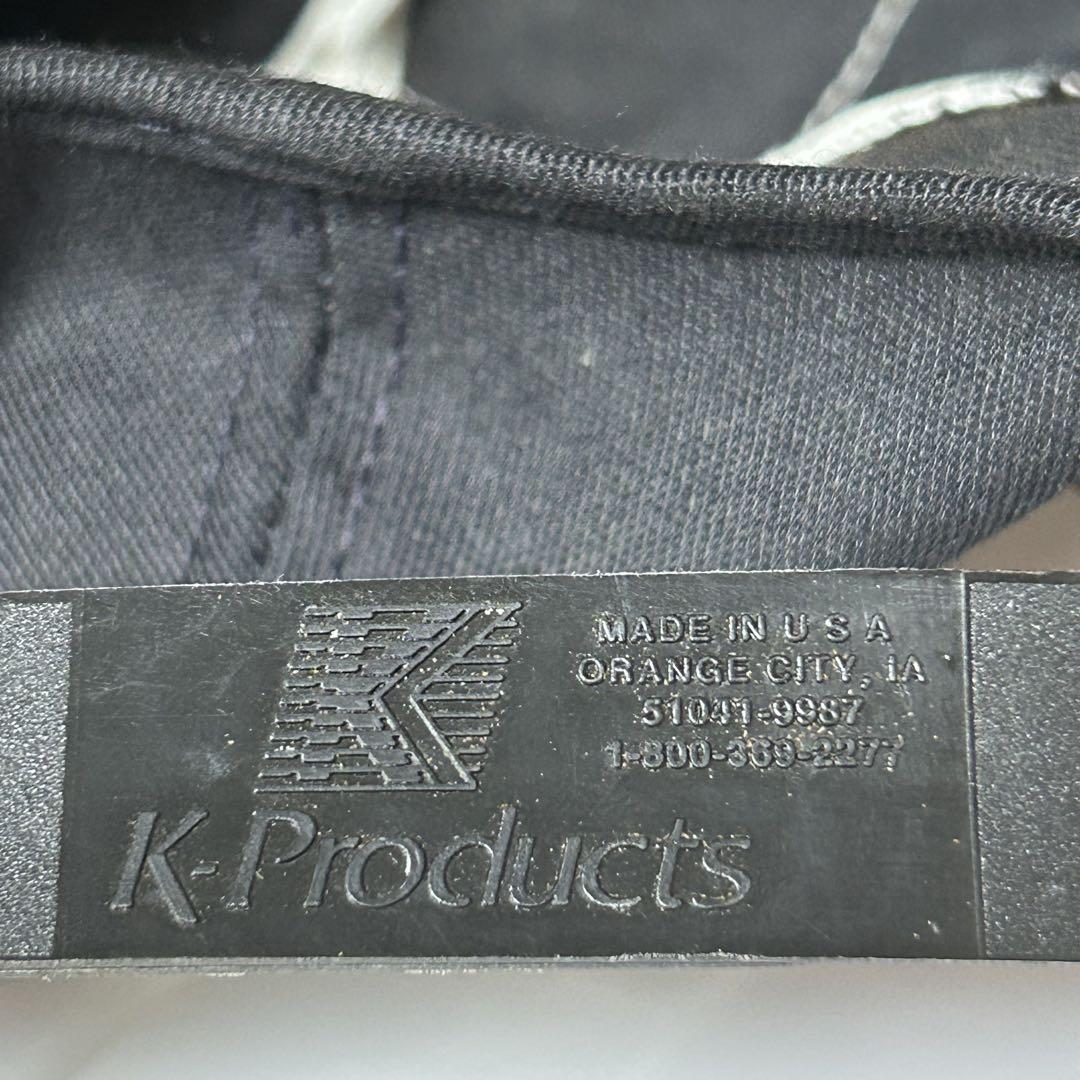 MADE IN U S A
ORANGE CITY, IA
51041-9987
1-800-369-2277
K-Products